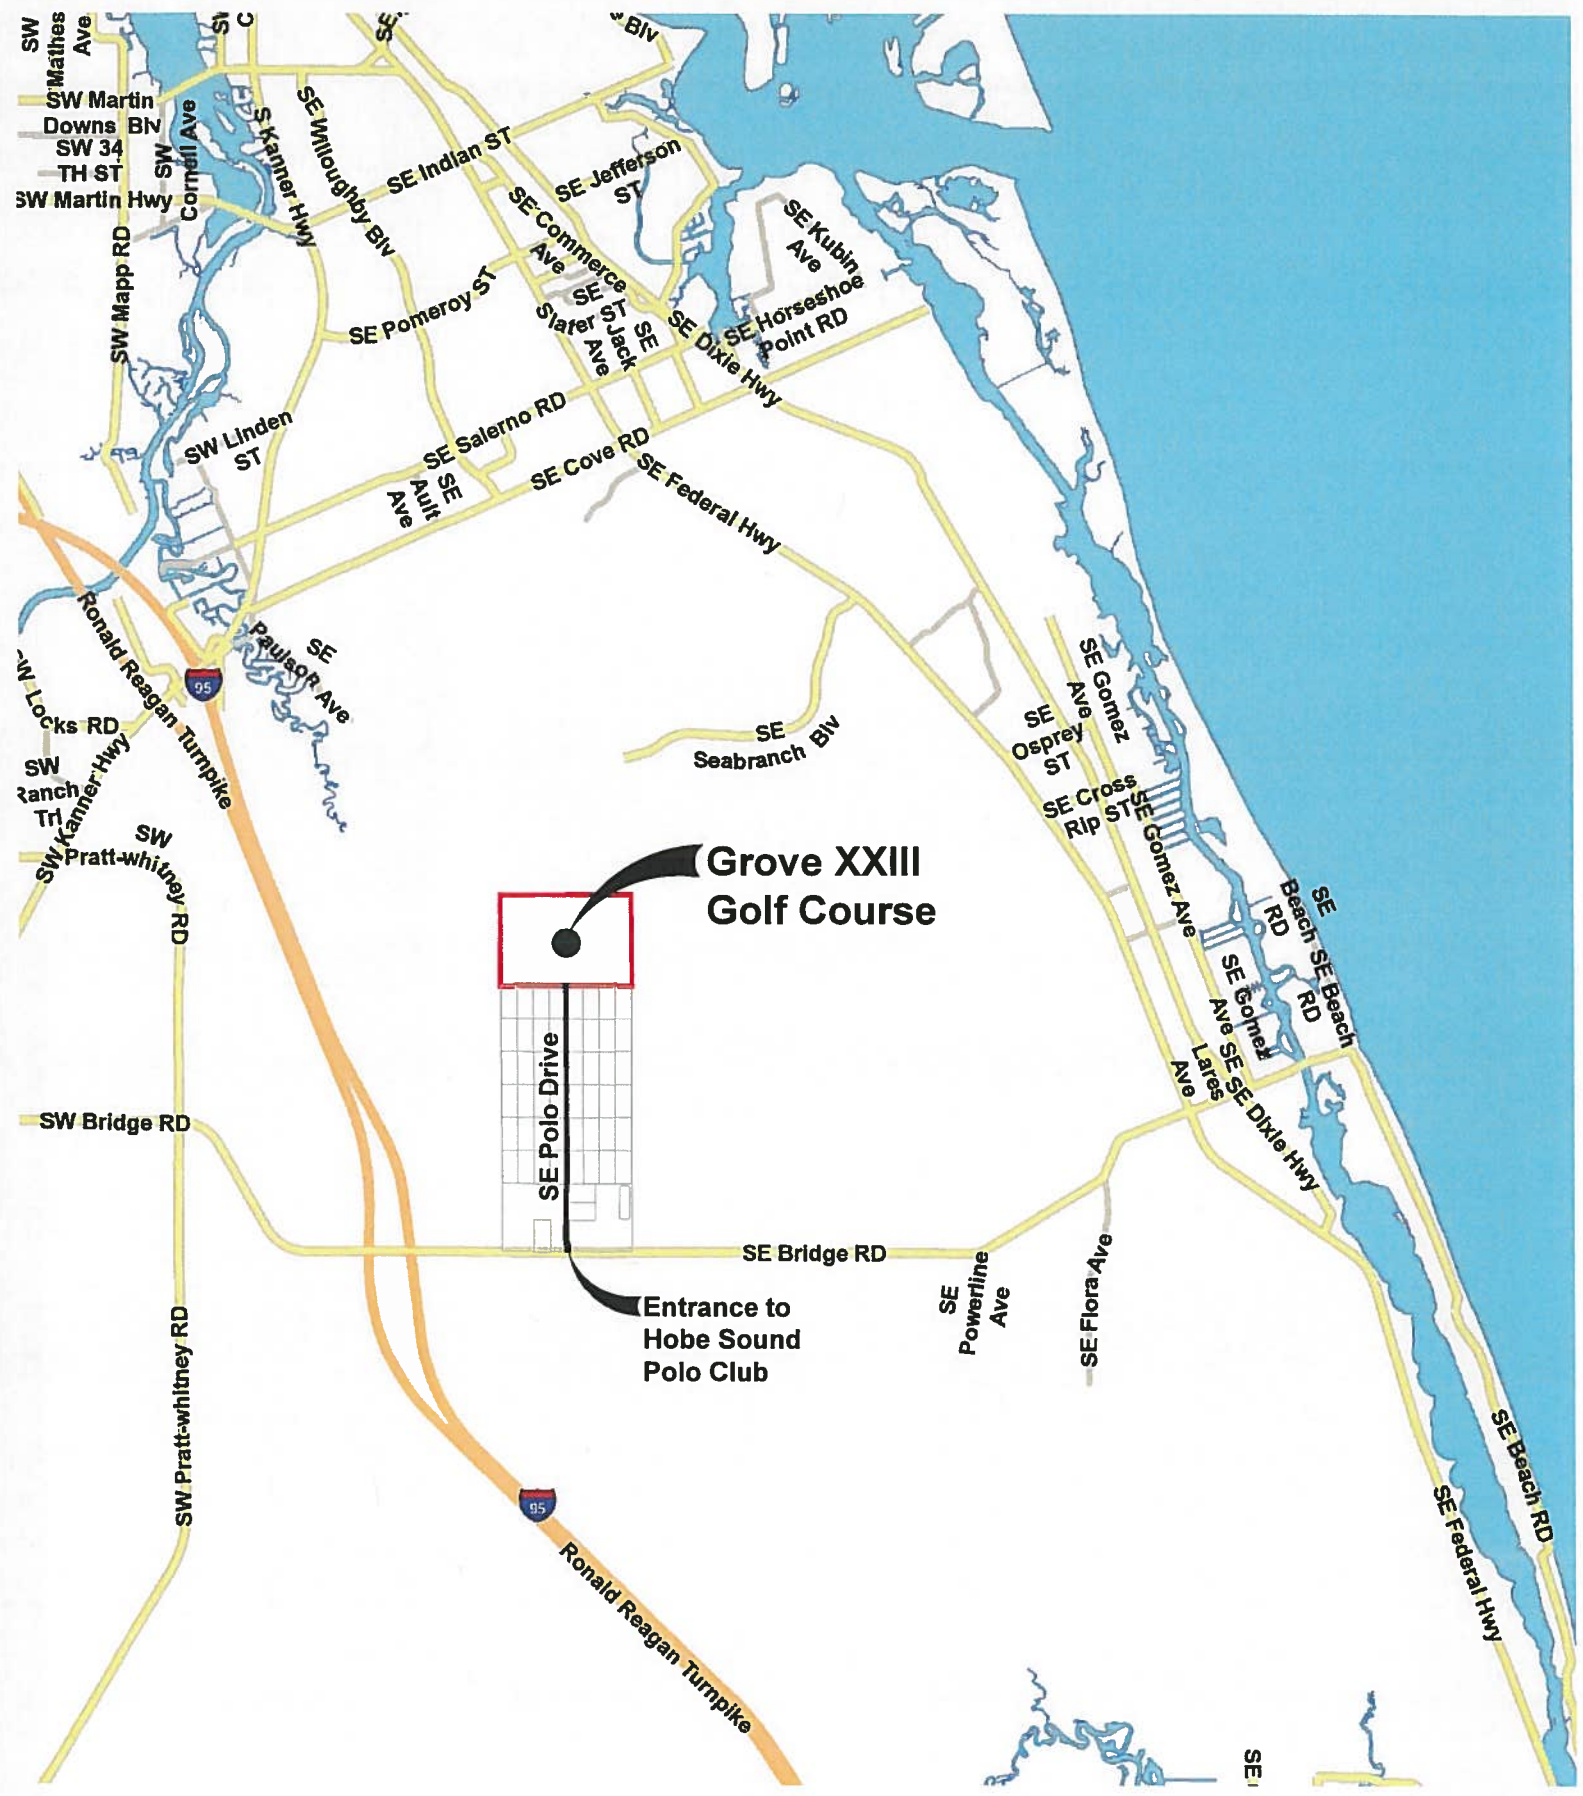 SW
Mathes
Ave
Blv
SW Martin
Downs Blv
SW 34
TH ST
SW Martin Hwy
SW
Cornell Ave
S Kanner Hwy
SE Willoughby Blv
SE Indian ST
SE Jefferson
ST
SE Commerce
Ave
SE Kubin
Ave
SE Horseshoe
Point RD
SW Mapp RD
SE Pomeroy ST
SE
Slater ST
SE
Jack
Ave
SE Dixie Hwy
SW Linden
ST
SE Salerno RD
SE Cove RD
SE
Ault
Ave
SE Federal Hwy
Ronald Reagan Turnpike
SE
Paulson Ave
95
SW Locks RD
SW
Ranch
Trl
SW Kanner Hwy
SW
Pratt-whitney RD
SE
Seabranch Blv
SE Gomez
Ave
SE
Osprey
ST
SE Cross
Rip ST
SE Gomez Ave
Grove XXIII
Golf Course
SE
Beach
RD
SE Beach
RD
SE Gomez
Ave
SE
Lares
Ave
SE Dixie Hwy
SE Polo Drive
SW Bridge RD
SE Bridge RD
SE
Powerline
Ave
SE Flora Ave
Entrance to
Hobe Sound
Polo Club
SW Pratt-whitney RD
SE Beach RD
SE Federal Hwy
95
Ronald Reagan Turnpike
SE